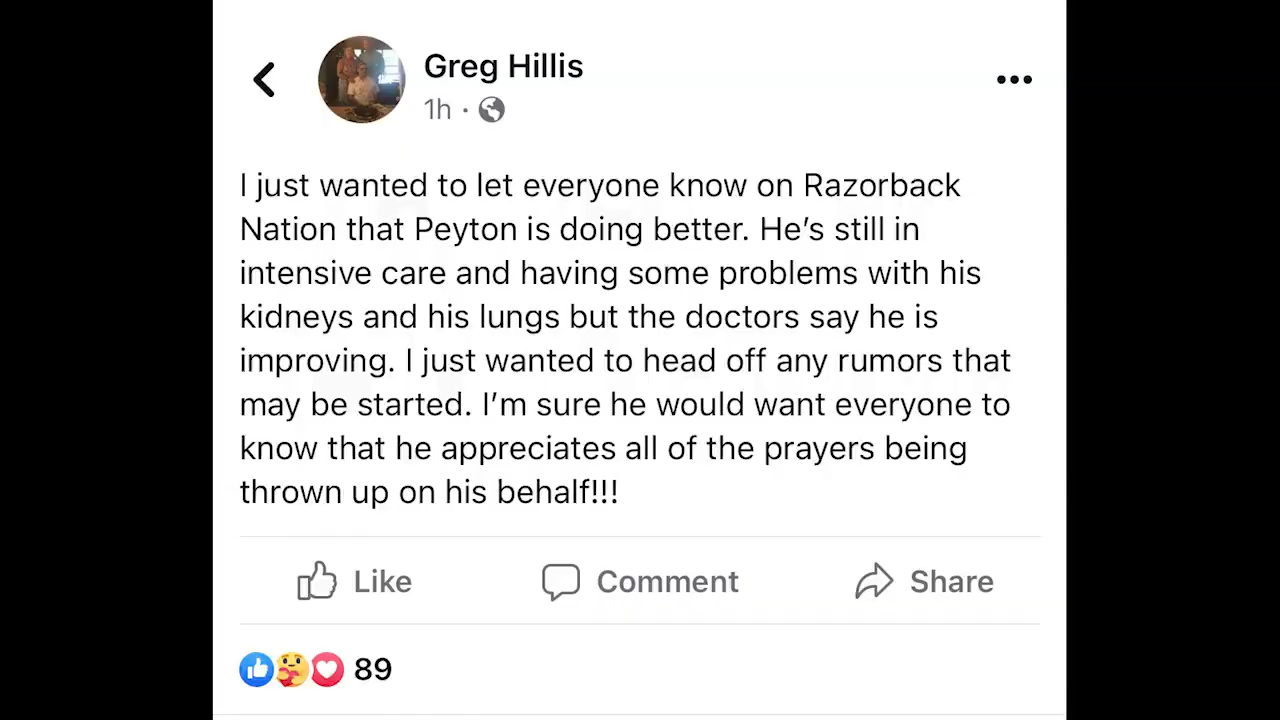 Greg Hillis
1h ·
I just wanted to let everyone know on Razorback
Nation that Peyton is doing better. He’s still in
intensive care and having some problems with his
kidneys and his lungs but the doctors say he is
improving. I just wanted to head off any rumors that
may be started. I’m sure he would want everyone to
know that he appreciates all of the prayers being
thrown up on his behalf!!!
Like Comment Share
89